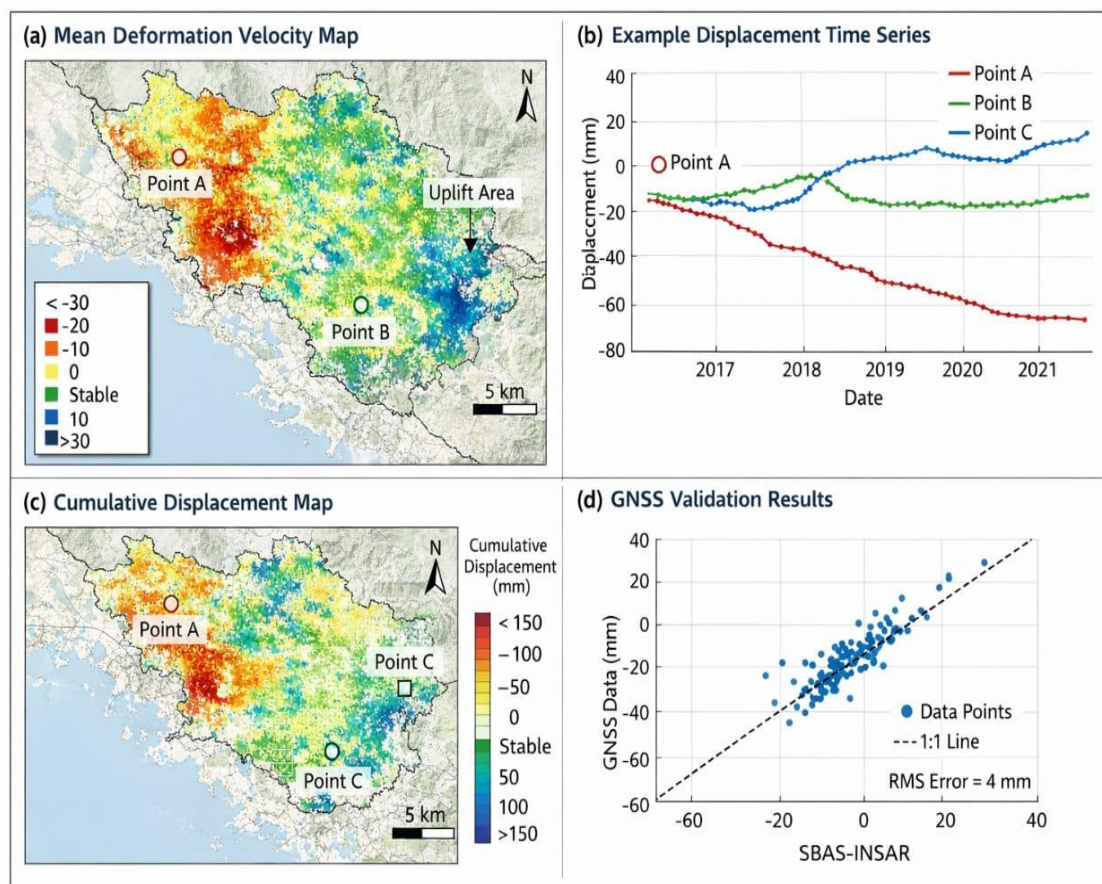 (a) Mean Deformation Velocity Map
N
Point A
Uplift Area
Point B
< -30
-20
-10
0
Stable
10
>30
5 km
(b) Example Displacement Time Series
40
20
0
-20
-40
-60
-80
Displaccment (mm)
Point A
Point B
Point C
Point A
2017
2018
2019
2020
2021
Date
(c) Cumulative Displacement Map
N
Point A
Point C
Point C
5 km
Cumulative
Displacement
(mm)
< 150
− 100
−50
0
Stable
50
100
>150
(d) GNSS Validation Results
40
20
0
-20
-40
-60
-60
GNSS Data (mm)
Data Points
1:1 Line
RMS Error = 4 mm
-60
-20
0
20
40
SBAS-INSAR